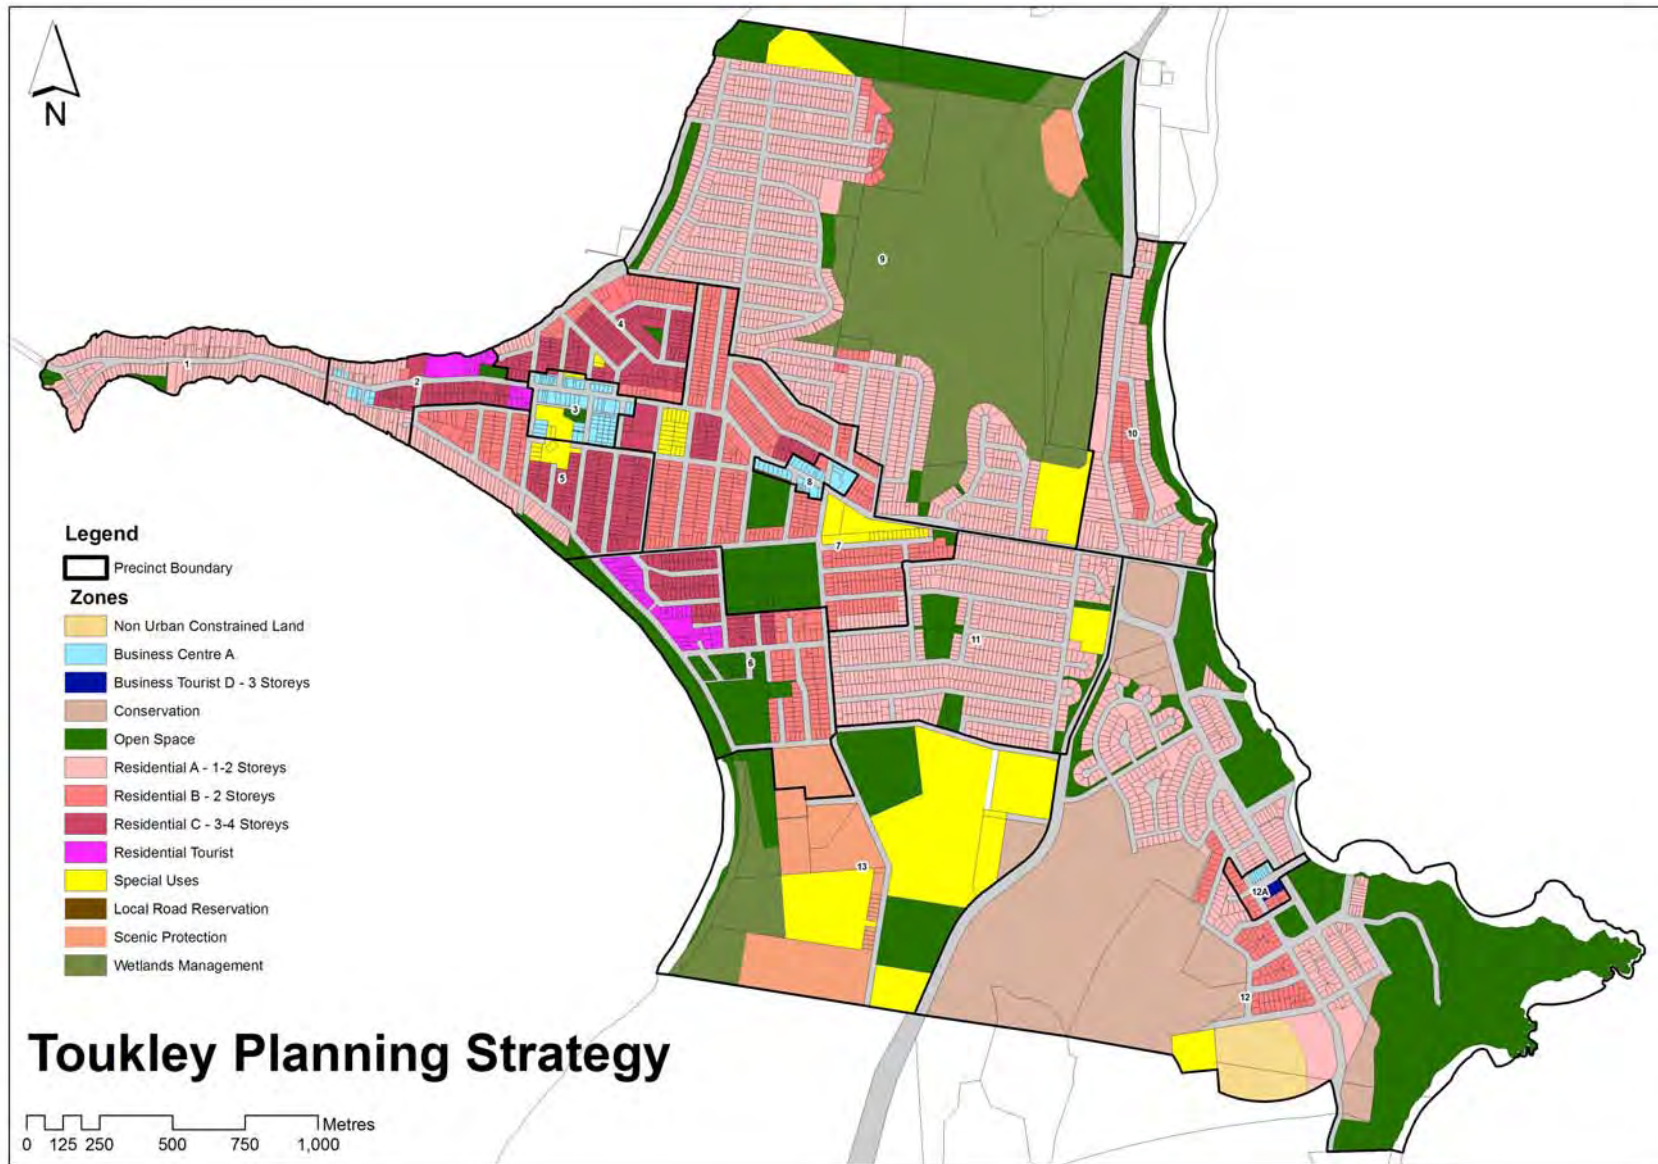 N
9
4
1
2
3
10
8
5
7
11
6
13
12A
12
Legend
Precinct Boundary
Zones
Non Urban Constrained Land
Business Centre A
Business Tourist D - 3 Storeys
Conservation
Open Space
Residential A - 1-2 Storeys
Residential B - 2 Storeys
Residential C - 3-4 Storeys
Residential Tourist
Special Uses
Local Road Reservation
Scenic Protection
Wetlands Management
Toukley Planning Strategy
Metres
0 125 250 500 750 1,000